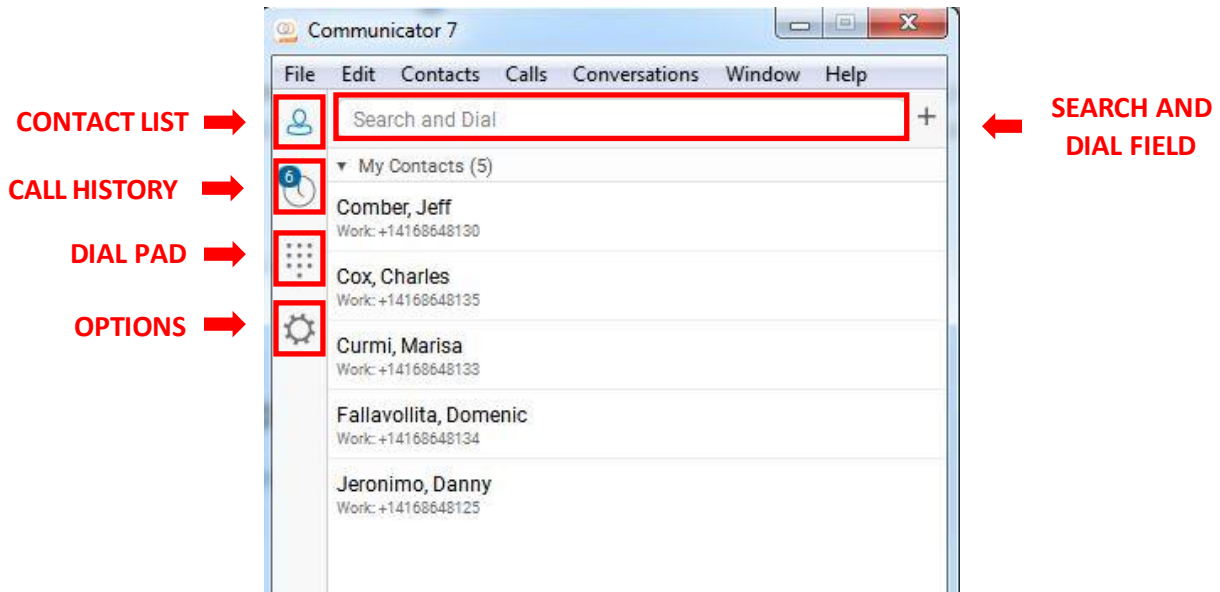 Communicator 7
File Edit Contacts Calls Conversations Window Help
CONTACT LIST
Search and Dial
+
SEARCH AND
DIAL FIELD
My Contacts (5)
CALL HISTORY
6
Comber, Jeff
Work: +14168648130
DIAL PAD
Cox, Charles
Work: +14168648135
OPTIONS
Curmi, Marisa
Work: +14168648133
Fallavollita, Domenic
Work: +14168648134
Jeronimo, Danny
Work: +14168648125